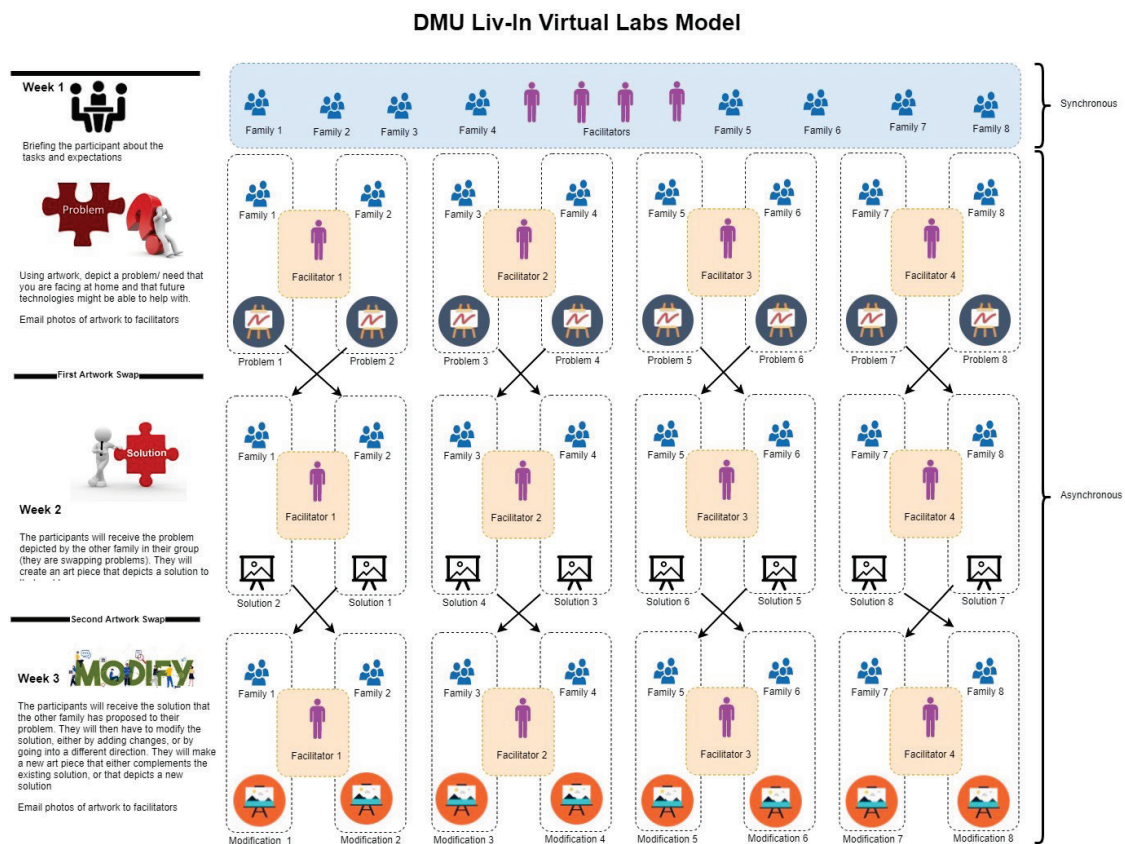 DMU Liv-In Virtual Labs Model
Week 1
Briefing the participant about the
tasks and expectations
Problem
Using artwork, depict a problem/ need that
you are facing at home and that future
technologies might be able to help with.
Email photos of artwork to facilitators
First Artwork Swap
Solution
Week 2
The participants will receive the problem
depicted by the other family in their group
(they are swapping problems). They will
create an art piece that depicts a solution to
Second Artwork Swap
Week 3
MODIFY
The participants will receive the solution that
the other family has proposed to their
problem. They will then have to modify the
solution, either by adding changes, or by
going into a different direction. They will make
a new art piece that either complements the
existing solution, or that depicts a new
solution
Email photos of artwork to facilitators
Family 1 Family 2 Family 3 Family 4 Facilitators Family 5 Family 6 Family 7 Family 8
Synchronous
Family 1 Family 2 Family 3 Family 4 Family 5 Family 6 Family 7 Family 8
Facilitator 1 Facilitator 2 Facilitator 3 Facilitator 4
Problem 1 Problem 2 Problem 3 Problem 4 Problem 5 Problem 6 Problem 7 Problem 8
Family 1 Family 2 Family 3 Family 4 Family 5 Family 6 Family 7 Family 8
Facilitator 1 Facilitator 2 Facilitator 3 Facilitator 4
Asynchronous
Solution 2 Solution 1 Solution 4 Solution 3 Solution 6 Solution 5 Solution 8 Solution 7
Family 1 Family 2 Family 3 Family 4 Family 5 Family 6 Family 7 Family 8
Facilitator 1 Facilitator 2 Facilitator 3 Facilitator 4
Modification 1 Modification 2 Modification 3 Modification 4 Modification 5 Modification 6 Modification 7 Modification 8